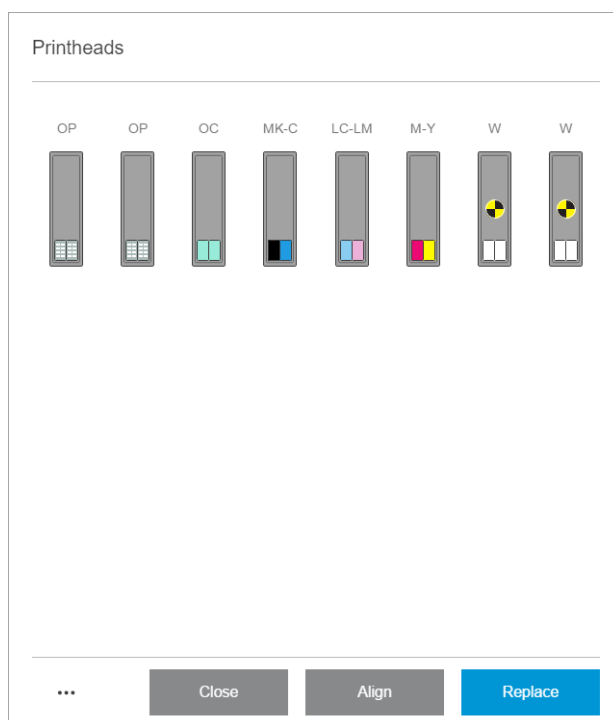 Printheads
OP OP OC MK-C LC-LM M-Y W W
... Close Align Replace